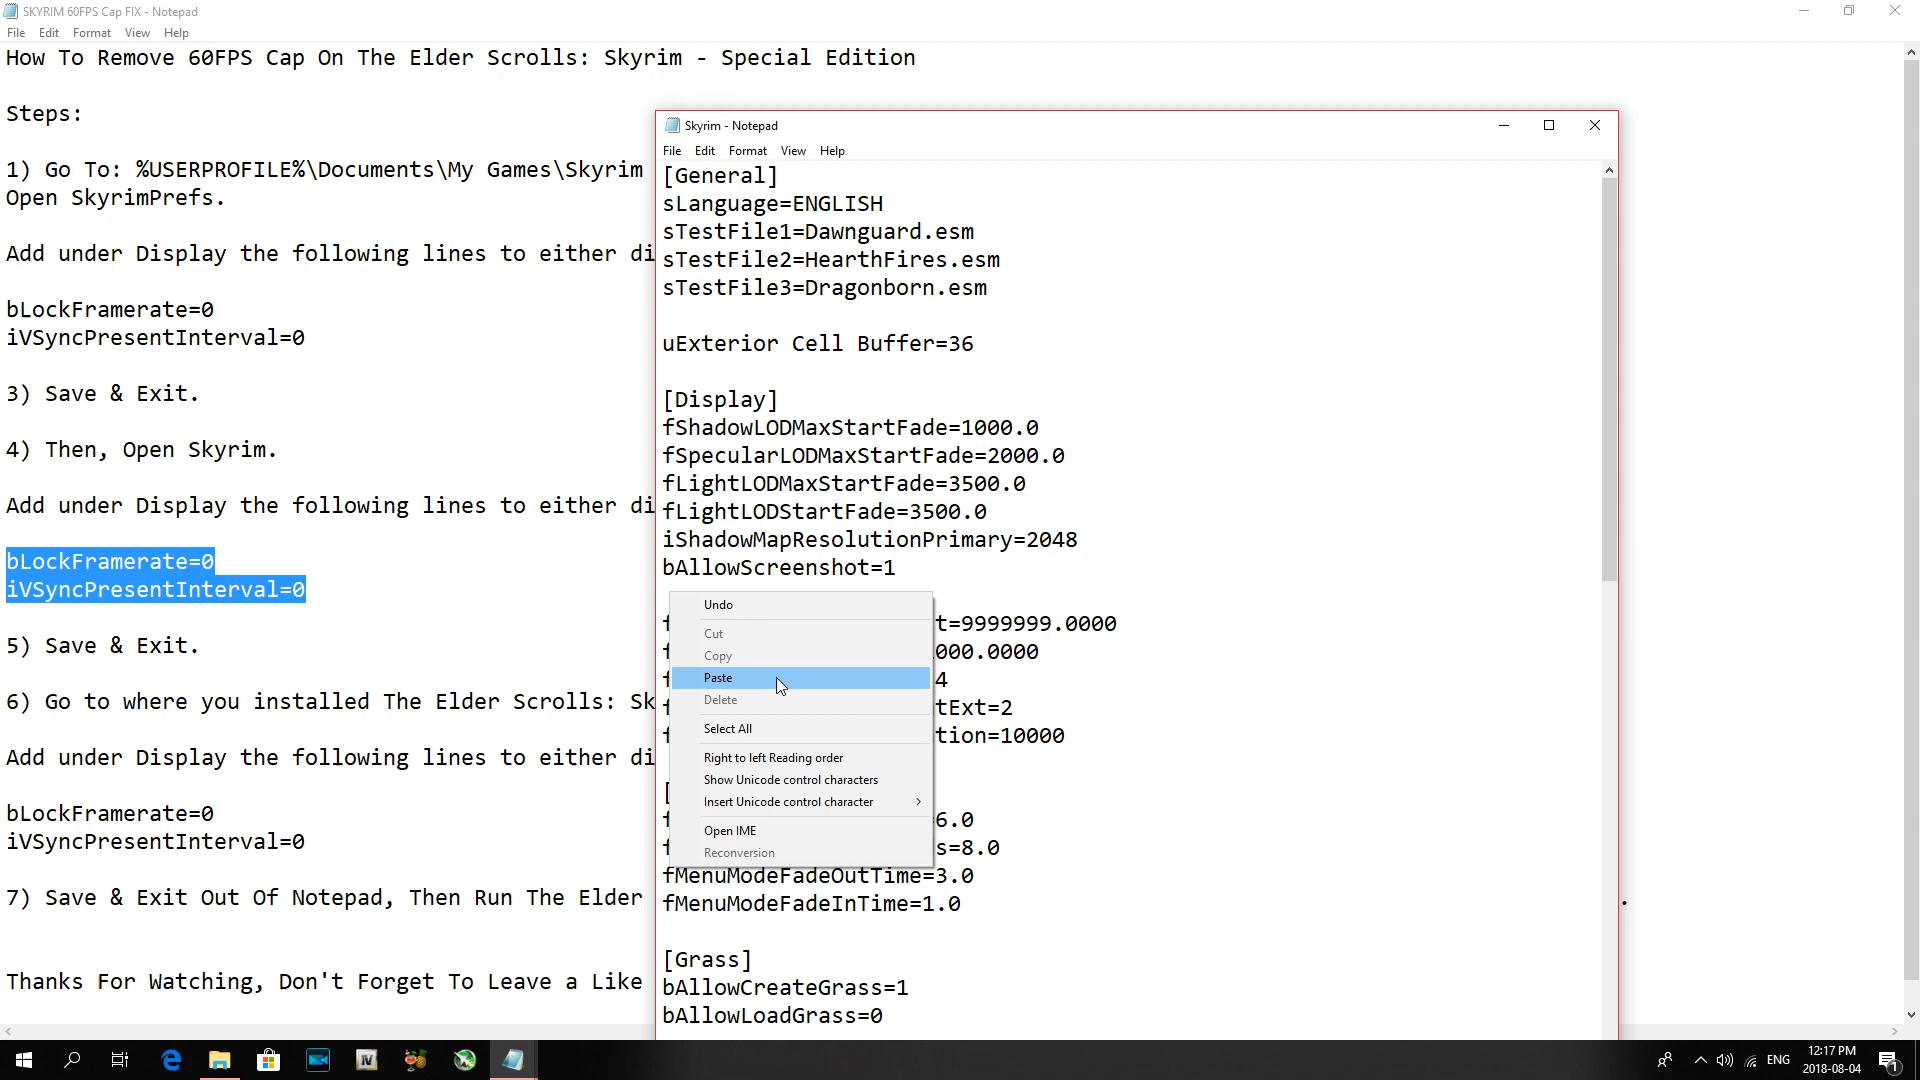 SKYRIM 60FPS Cap FIX - Notepad
File Edit Format View Help
How To Remove 60FPS Cap On The Elder Scrolls: Skyrim - Special Edition
Steps:
1) Go To: %USERPROFILE%\Documents\My Games\Skyrim
Open SkyrimPrefs.
Add under Display the following lines to either di
bLockFramerate=0
iVSyncPresentInterval=0
3) Save & Exit.
4) Then, Open Skyrim.
Add under Display the following lines to either di
bLockFramerate=0
iVSyncPresentInterval=0
5) Save & Exit.
6) Go to where you installed The Elder Scrolls: Sk
Add under Display the following lines to either di
bLockFramerate=0
iVSyncPresentInterval=0
7) Save & Exit Out Of Notepad, Then Run The Elder
.
Thanks For Watching, Don't Forget To Leave a Like
Skyrim - Notepad
File Edit Format View Help
[General]
sLanguage=ENGLISH
sTestFile1=Dawnguard.esm
sTestFile2=HearthFires.esm
sTestFile3=Dragonborn.esm
uExterior Cell Buffer=36
[Display]
fShadowLODMaxStartFade=1000.0
fSpecularLODMaxStartFade=2000.0
fLightLODMaxStartFade=3500.0
fLightLODStartFade=3500.0
iShadowMapResolutionPrimary=2048
bAllowScreenshot=1
t=9999999.0000
000.0000
4
tExt=2
tion=10000
[
6.0
s=8.0
fMenuModeFadeOutTime=3.0
fMenuModeFadeInTime=1.0
[Grass]
bAllowCreateGrass=1
bAllowLoadGrass=0
Undo
Cut
Copy
Paste
Delete
Select All
Right to left Reading order
Show Unicode control characters
Insert Unicode control character
Open IME
Reconversion
IV
ENG
12:17 PM
2018-08-04
1